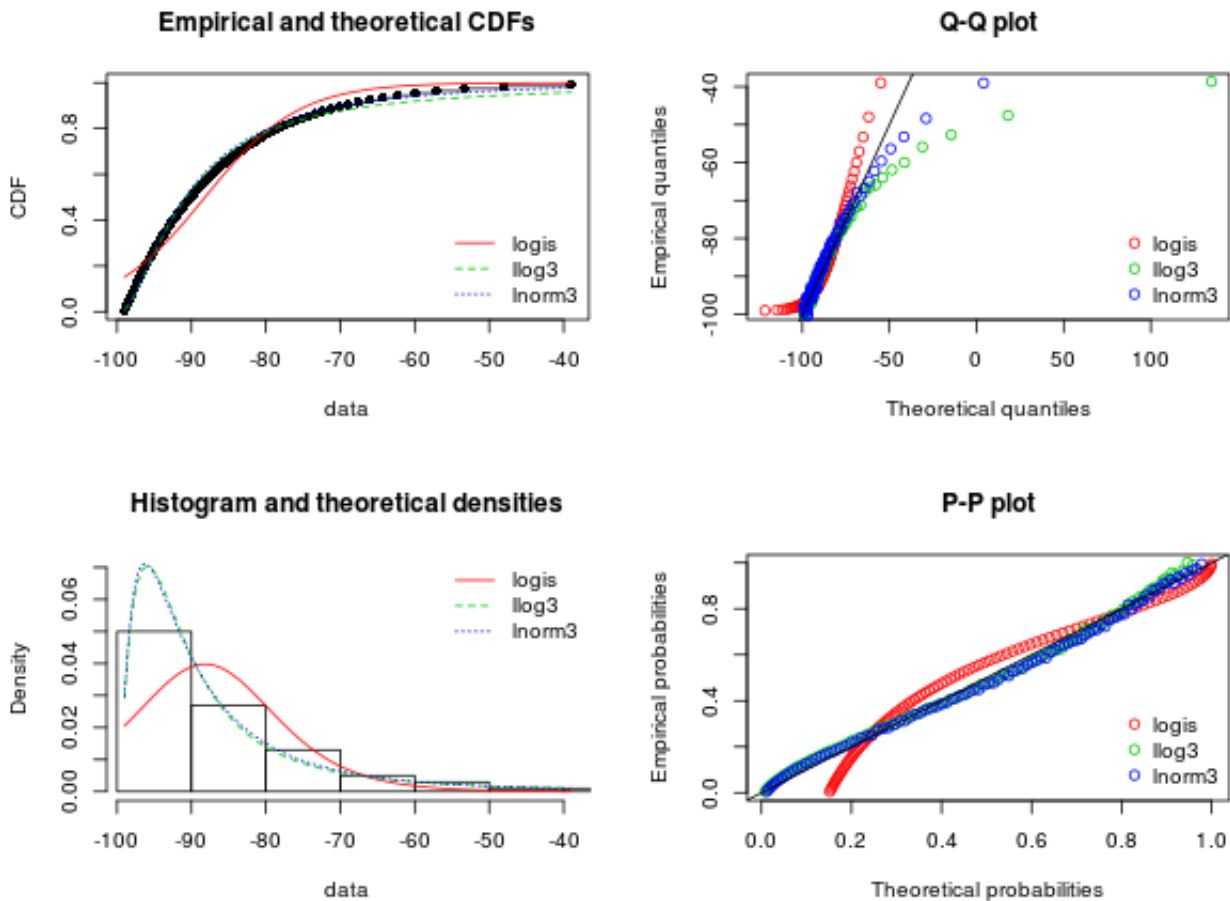 Empirical and theoretical CDFs
CDF
0.0 0.4 0.8
logis
llog3
lnorm3
-100 -90 -80 -70 -60 -50 -40
data
Q-Q plot
Empirical quantiles
-100 -80 -60 -40
logis
llog3
lnorm3
-100 -50 0 50 100
Theoretical quantiles
Histogram and theoretical densities
Density
0.00 0.02 0.04 0.06
logis
llog3
lnorm3
-100 -90 -80 -70 -60 -50 -40
data
P-P plot
Empirical probabilities
0.0 0.4 0.8
logis
llog3
lnorm3
0.0 0.2 0.4 0.6 0.8 1.0
Theoretical probabilities